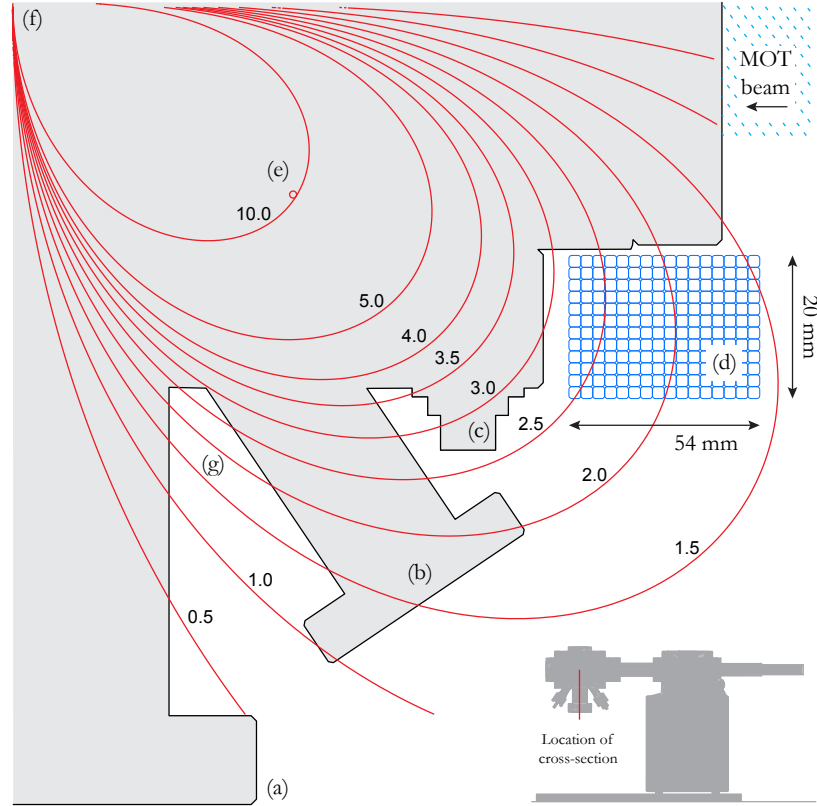 (f)
MOT
beam
(e)
10.0
5.0
20 mm
4.0
3.5
(d)
3.0
2.5
(c)
54 mm
(g)
2.0
1.5
(b)
1.0
0.5
Location of
cross-section
(a)